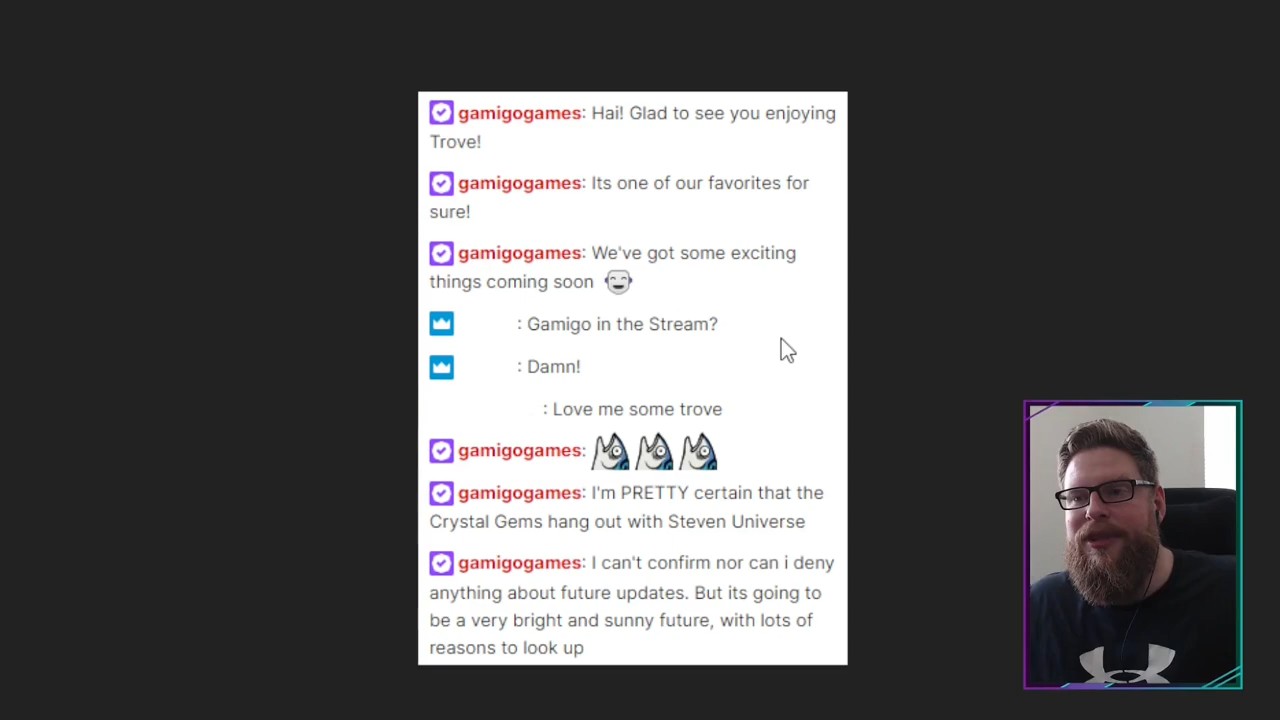 gamigogames: Hai! Glad to see you enjoying
Trove!
gamigogames: Its one of our favorites for
sure!
gamigogames: We've got some exciting
things coming soon
: Gamigo in the Stream?
: Damn!
: Love me some trove
gamigogames:
gamigogames: I'm PRETTY certain that the
Crystal Gems hang out with Steven Universe
gamigogames: I can't confirm nor can i deny
anything about future updates. But its going to
be a very bright and sunny future, with lots of
reasons to look up